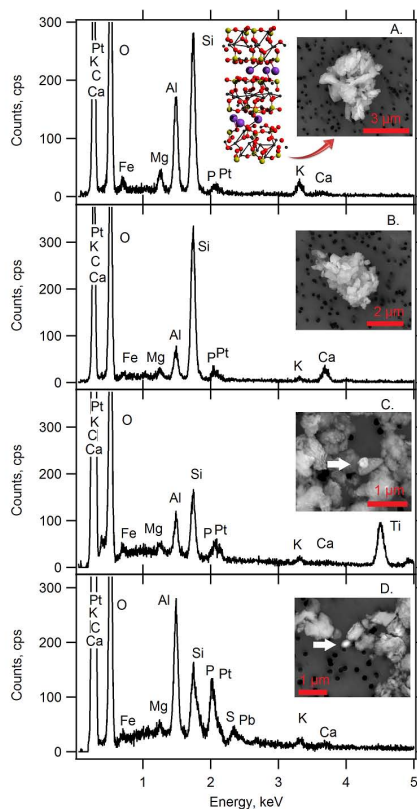 A.
Counts, cps
300
200
100
0
Pt
K
C
Ca
O
Fe
Mg
Al
Si
P
Pt
K
Ca
3 µm
B.
Counts, cps
300
200
100
0
Pt
K
C
Ca
O
Fe
Mg
Al
Si
P
Pt
K
Ca
2 µm
C.
Counts, cps
300
200
100
0
Pt
K
C
Ca
O
Fe
Mg
Al
Si
P
Pt
K
Ca
Ti
1 µm
D.
Counts, cps
300
200
100
0
Pt
K
C
Ca
O
Fe
Mg
Al
Si
P
Pt
S
Pb
K
Ca
1 µm
1
2
3
4
5
Energy, keV